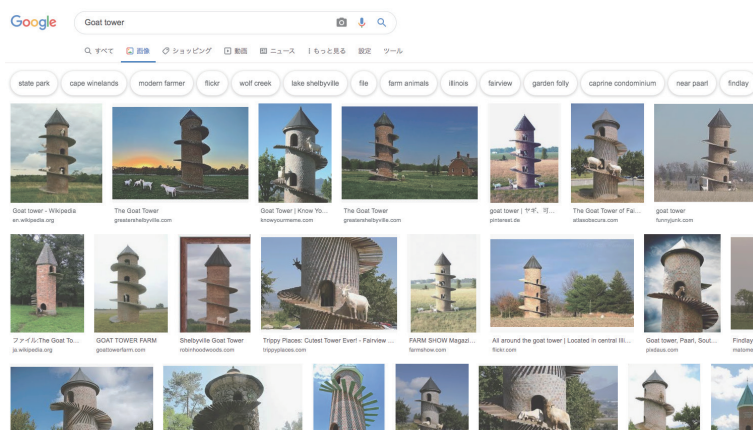 Google
Goat tower
すべて 画像 ショッピング 動画 ニュース もっと見る 設定 ツール
state park cape winelands modern farmer flickr wolf creek lake shelbyville file farm animals illinois fairview garden folly caprine condominium near paarl findlay
Goat tower - Wikipedia The Goat Tower Goat Tower | Know Yo... The Goat Tower goat tower | ヤギ、可... The Goat Tower of Fai... goat tower
en.wikipedia.org greatershelbyville.com knowyourmeme.com greatershelbyville.com pinterest.de atlasobscura.com funnyjunk.com
ファイル:The Goat To... GOAT TOWER FARM Shelbyville Goat Tower Trippy Places: Cutest Tower Ever! - Fairview ... FARM SHOW Magazi... All around the goat tower | Located in central Illi... Goat tower, Paarl, Sout... Findlay
ja.wikipedia.org goattowerfarm.com robinhoodwoods.com trippyplaces.com farmshow.com flickr.com pixdaus.com matome